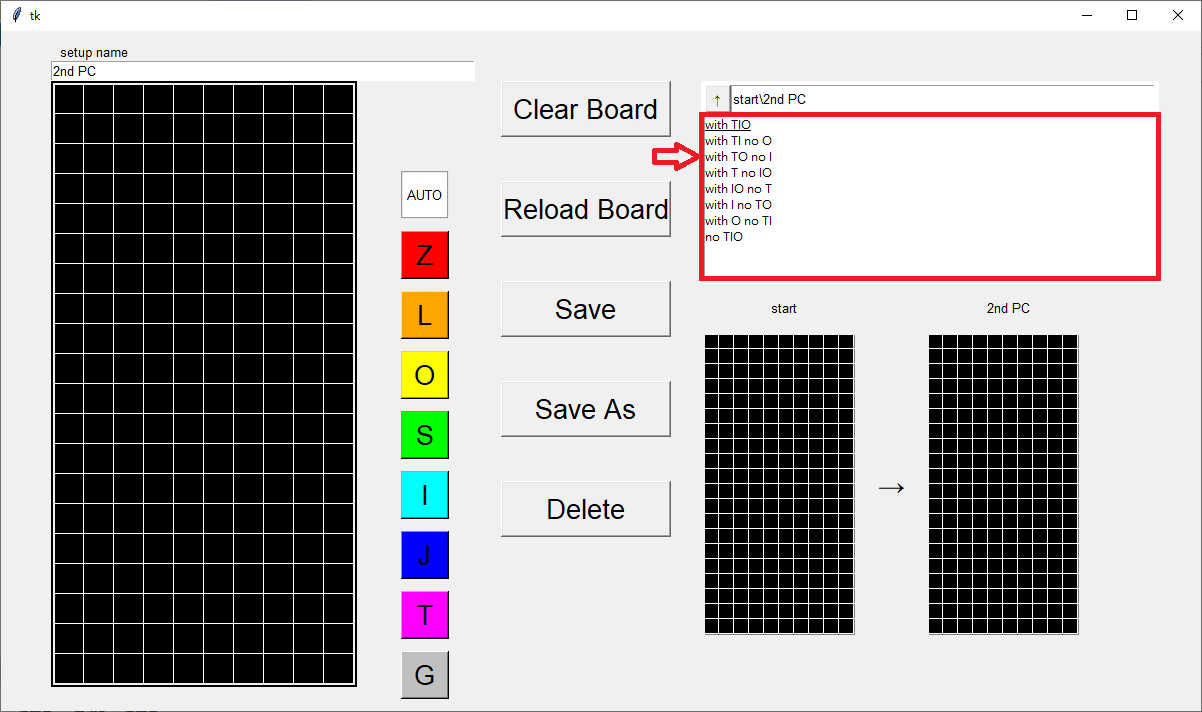 tk
setup name
2nd PC
AUTO
Z
L
O
S
I
J
T
G
Clear Board
Reload Board
Save
Save As
Delete
↑ start\2nd PC
with TIO
with TI no O
with TO no I
with T no IO
with IO no T
with I no TO
with O no TI
no TIO
start
→
2nd PC